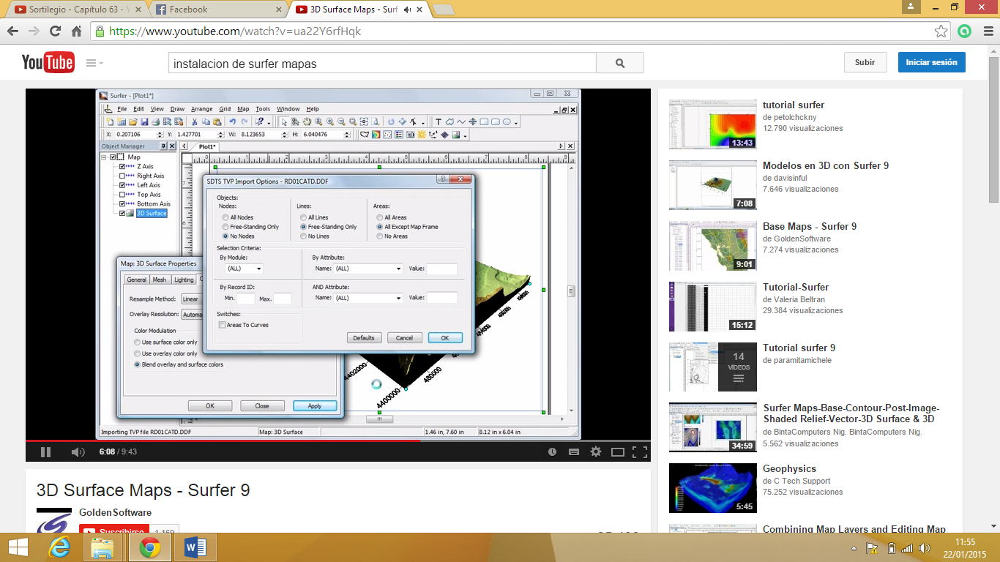 Sortilegio - Capítulo 63 - Y
Facebook
3D Surface Maps - Surf
https://www.youtube.com/watch?v=ua22Y6rfHqk
YouTube
instalacion de surfer mapas
Subir
Iniciar sesión
Surfer - [Plot1*]
File Edit View Draw Arrange Grid Map Tools Window Help
X: 0.207106 Y: 1.427701 W: 8.123653 H: 6.040476
Object Manager
Plot1*
0 1 2 3 4 5 6 7 8 9
Map
Z Axis
Right Axis
Left Axis
Top Axis
Bottom Axis
3D Surface
SDTS TVP Import Options - RD01CATD.DDF
Objects:
Nodes: Lines: Areas:
All Nodes All Lines All Areas
Free-Standing Only Free-Standing Only All Except Map Frame
No Nodes No Lines No Areas
Selection Criteria:
By Module: By Attribute:
(ALL) Name: (ALL) Value:
By Record ID: AND Attribute:
Min. Max. Name: (ALL) Value:
Switches:
Areas To Curves
Defaults Cancel OK
Map: 3D Surface Properties
General Mesh Lighting
Resample Method: Linear
Overlay Resolution: Automa
Color Modulation
Use surface color only
Use overlay color only
Blend overlay and surface colors
OK Close Apply
4402000
4400000
480000
Importing TVP file RD01CATD.DDF Map: 3D Surface 1.46 in, 7.60 in 8.12 in x 6.04 in
6:08 / 9:43
3D Surface Maps - Surfer 9
GoldenSoftware
Suscribirse 1.169
tutorial surfer
de petolchckny
12.790 visualizaciones
13:43
Modelos en 3D con Surfer 9
de davisinful
7.646 visualizaciones
7:08
Base Maps - Surfer 9
de GoldenSoftware
7.274 visualizaciones
9:01
Tutorial-Surfer
de Valeria Beltran
29.384 visualizaciones
15:12
Tutorial surfer 9
de paramitamichele
14
VÍDEOS
Surfer Maps-Base-Contour-Post-Image-
Shaded Relief-Vector-3D Surface & 3D
de BintaComputers Nig. BintaComputers Nig.
5.562 visualizaciones
34:59
Geophysics
de C Tech Support
75.252 visualizaciones
5:45
Combining Map Layers and Editing Map
11:55
22/01/2015